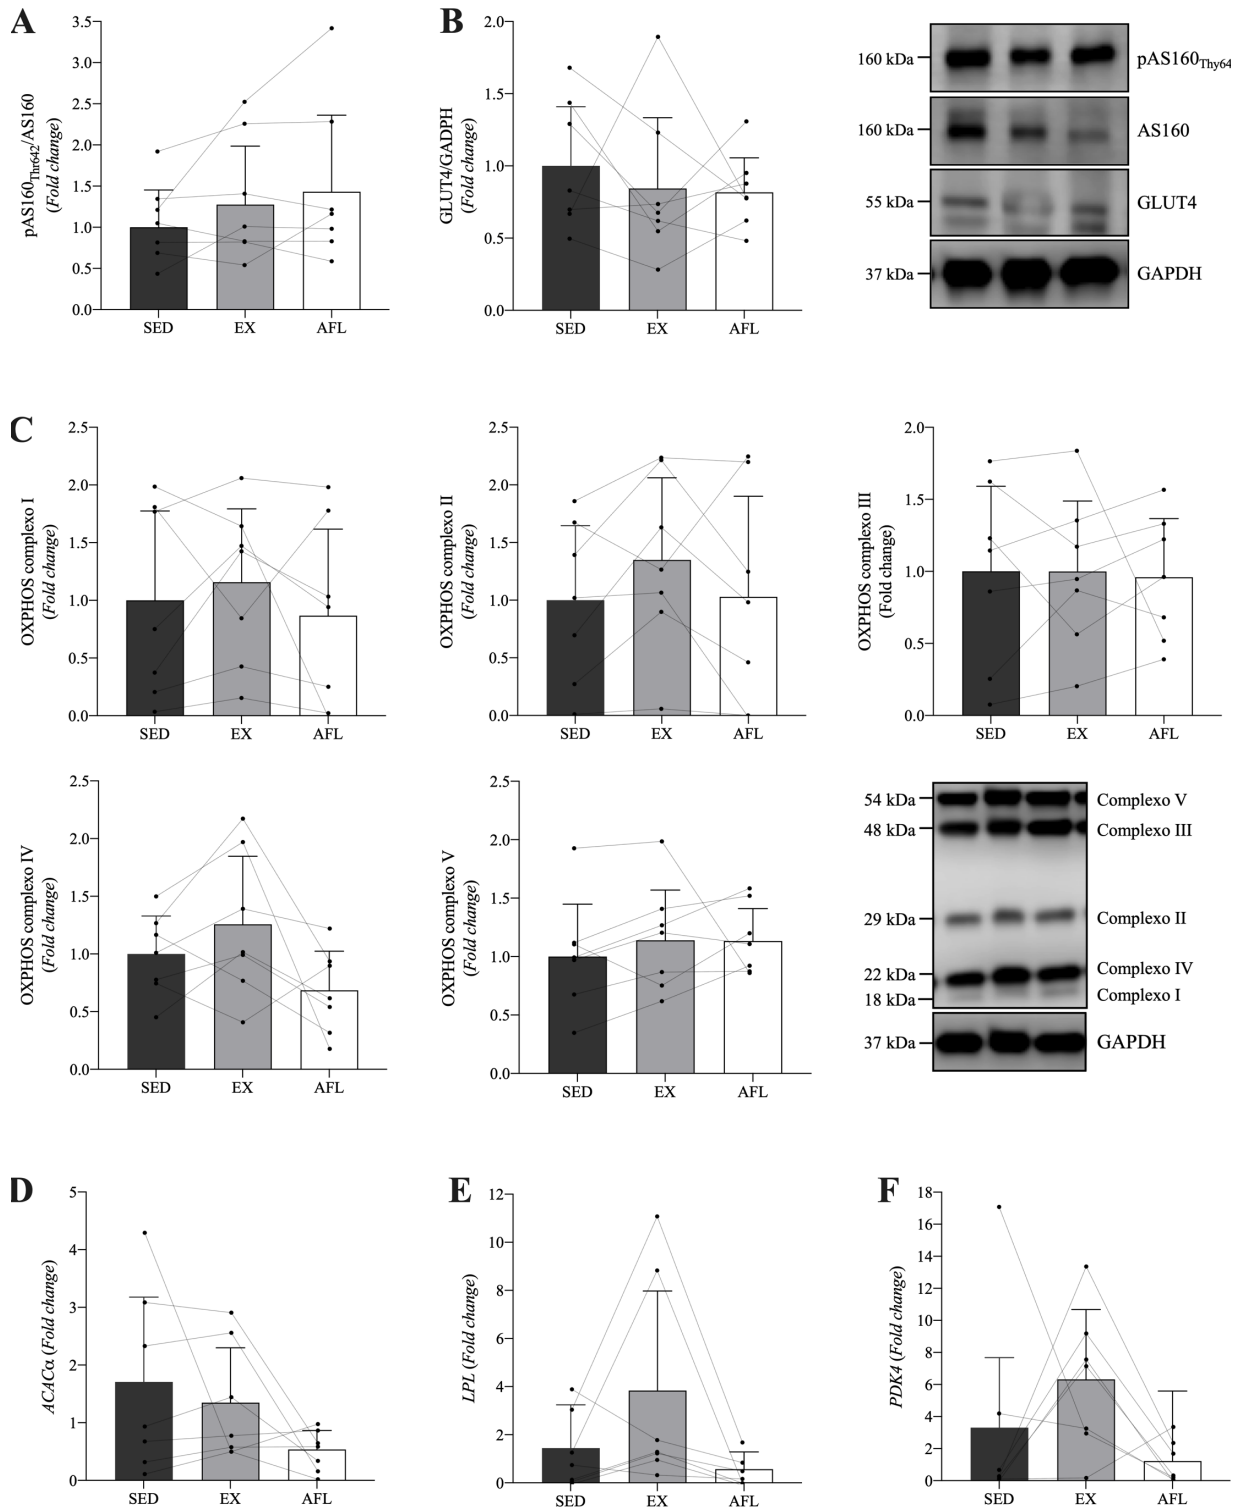 A
pAS160Thr642/AS160
(Fold change)
3.5
3.0
2.5
2.0
1.5
1.0
0.5
0.0
SED EX AFL
B
GLUT4/GADPH
(Fold change)
2.0
1.5
1.0
0.5
0.0
SED EX AFL
160 kDa pAS160Thy64
160 kDa AS160
55 kDa GLUT4
37 kDa GAPDH
C
OXPHOS complexo I
(Fold change)
2.5
2.0
1.5
1.0
0.5
0.0
SED EX AFL
OXPHOS complexo II
(Fold change)
2.5
2.0
1.5
1.0
0.5
0.0
SED EX AFL
OXPHOS complexo III
(Fold change)
2.0
1.5
1.0
0.5
0.0
SED EX AFL
OXPHOS complexo IV
(Fold change)
2.5
2.0
1.5
1.0
0.5
0.0
SED EX AFL
OXPHOS complexo V
(Fold change)
2.5
2.0
1.5
1.0
0.5
0.0
SED EX AFL
54 kDa Complexo V
48 kDa Complexo III
29 kDa Complexo II
22 kDa Complexo IV
18 kDa Complexo I
37 kDa GAPDH
D
ACACα (Fold change)
5
4
3
2
1
0
SED EX AFL
E
LPL (Fold change)
12
10
8
6
4
2
0
SED EX AFL
F
PDK4 (Fold change)
18
16
14
12
10
8
6
4
2
0
SED EX AFL